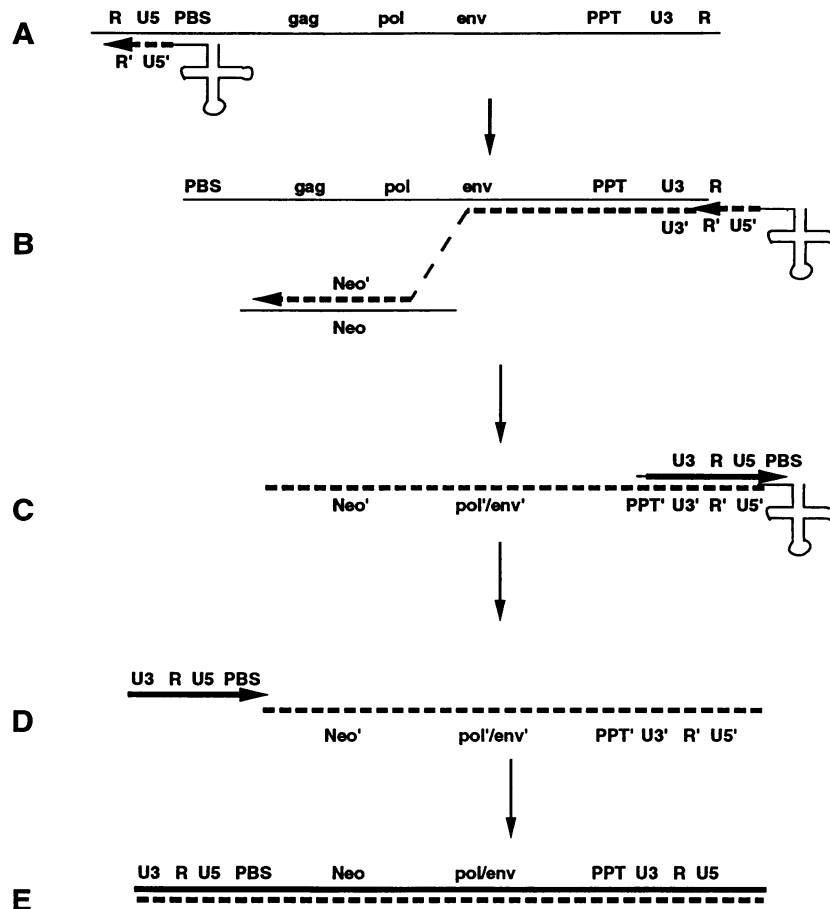 R U5 PBS gag pol env PPT U3 R
A
R' U5'
PBS gag pol env PPT U3 R
U3' R' U5'
B
Neo'
Neo
U3 R U5 PBS
C
Neo' pol'/env' PPT' U3' R' U5'
U3 R U5 PBS
D
Neo' pol'/env' PPT' U3' R' U5'
U3 R U5 PBS Neo pol/env PPT U3 R U5
E